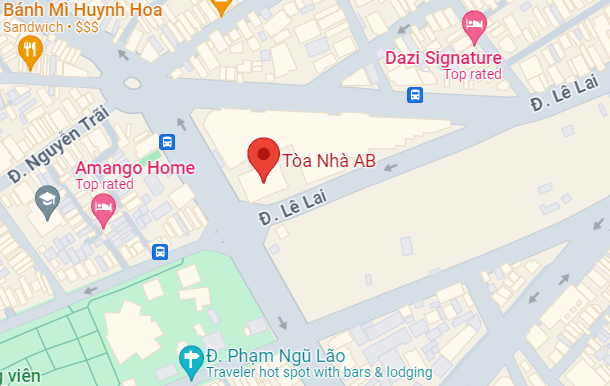 Bánh Mì Huynh Hoa
Sandwich • $$$
Dazi Signature
Top rated
Đ. Lê Lai
Đ. Nguyễn Trãi
Tòa Nhà AB
Amango Home
Top rated
Đ. Lê Lai
Đ. Phạm Ngũ Lão
Traveler hot spot with bars & lodging
viên